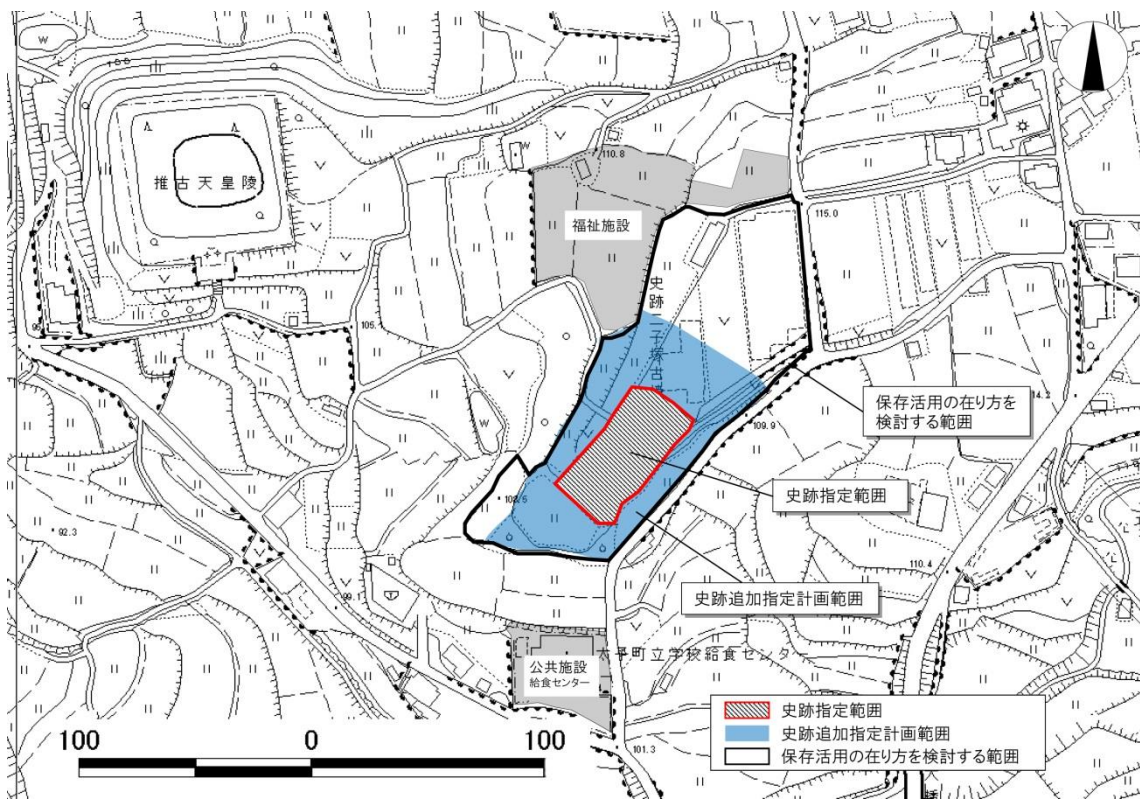 推古天皇陵
110.8
福祉施設
115.0
史跡二子塚古
105.
保存活用の在り方を
検討する範囲
109.9
史跡指定範囲
92.3
110.4
史跡追加指定計画範囲
99.1
太子町立学校給食センター
公共施設
給食センター
101.3
史跡指定範囲
史跡追加指定計画範囲
保存活用の在り方を検討する範囲
100
0
100